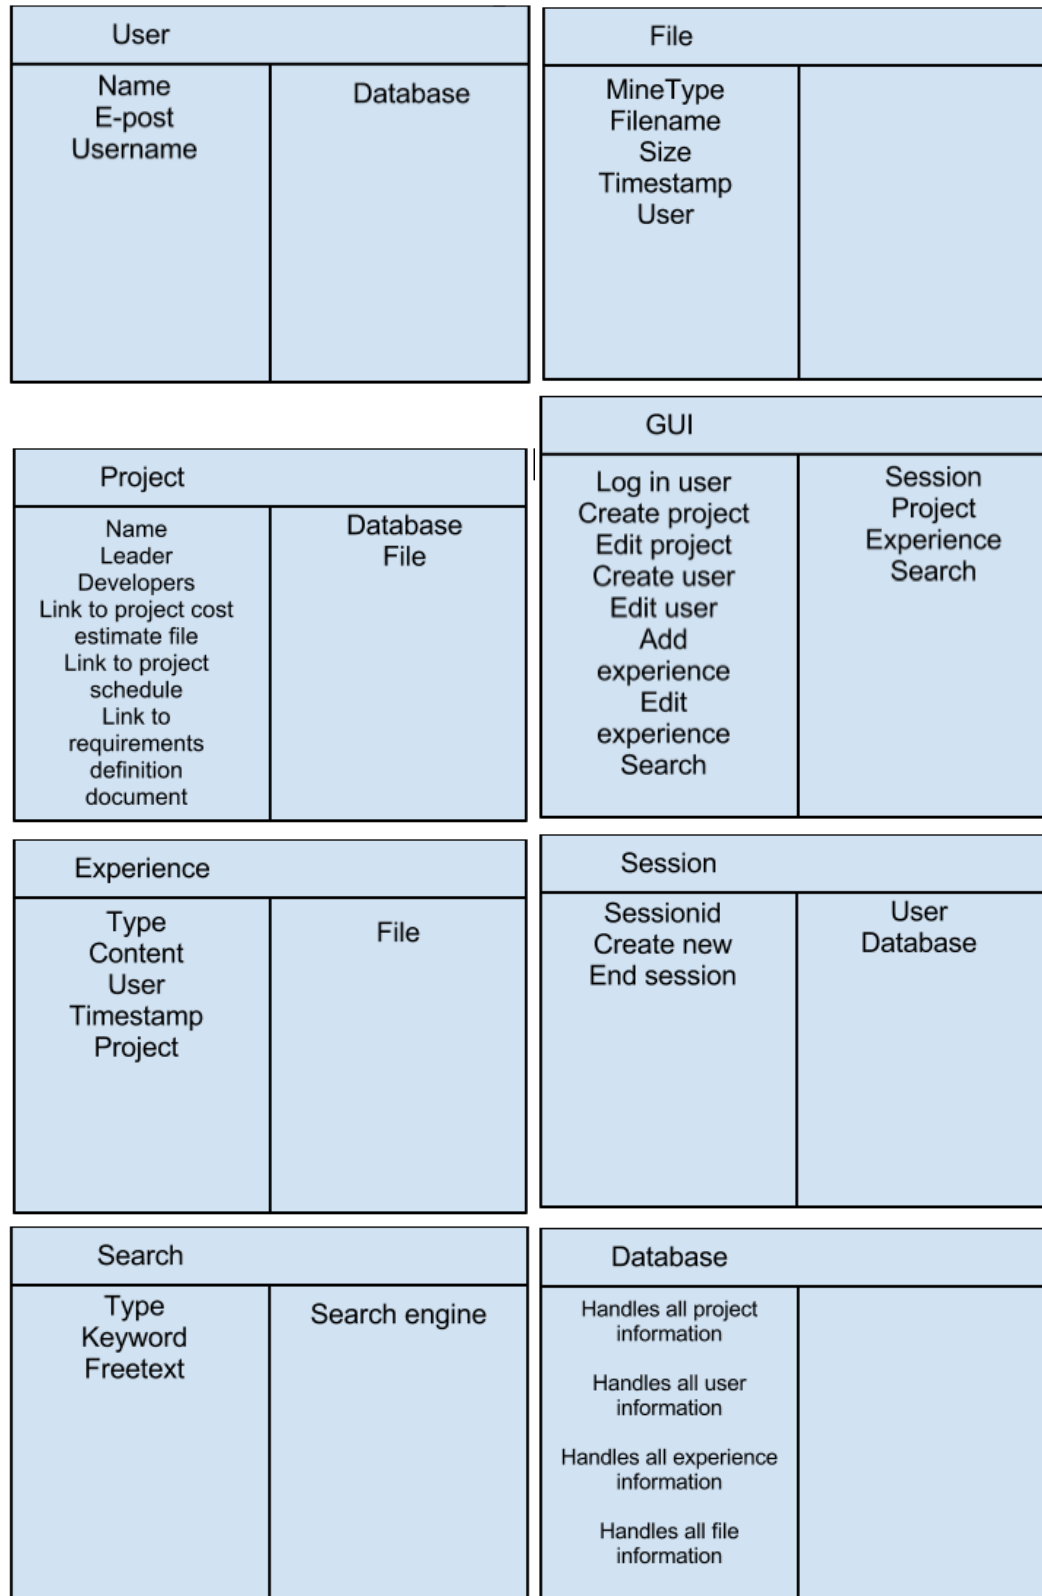 User
Name
E-post
Username
Database
File
MineType
Filename
Size
Timestamp
User
Project
Name
Leader
Developers
Link to project cost
estimate file
Link to project
schedule
Link to
requirements
definition
document
Database
File
GUI
Log in user
Create project
Edit project
Create user
Edit user
Add
experience
Edit
experience
Search
Session
Project
Experience
Search
Experience
Type
Content
User
Timestamp
Project
File
Session
Sessionid
Create new
End session
User
Database
Search
Type
Keyword
Freetext
Search engine
Database
Handles all project
information
Handles all user
information
Handles all experience
information
Handles all file
information